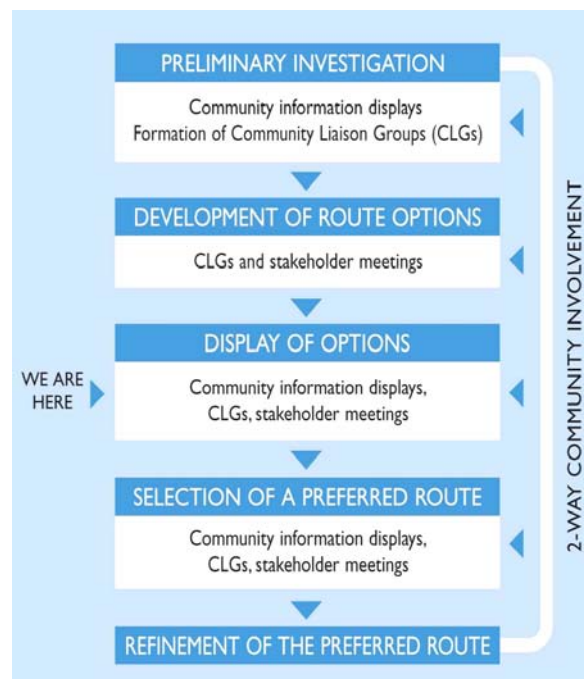 PRELIMINARY INVESTIGATION
Community information displays
Formation of Community Liaison Groups (CLGs)
DEVELOPMENT OF ROUTE OPTIONS
CLGs and stakeholder meetings
DISPLAY OF OPTIONS
WE ARE
HERE
Community information displays,
CLGs, stakeholder meetings
SELECTION OF A PREFERRED ROUTE
Community information displays,
CLGs, stakeholder meetings
REFINEMENT OF THE PREFERRED ROUTE
2-WAY COMMUNITY INVOLVEMENT